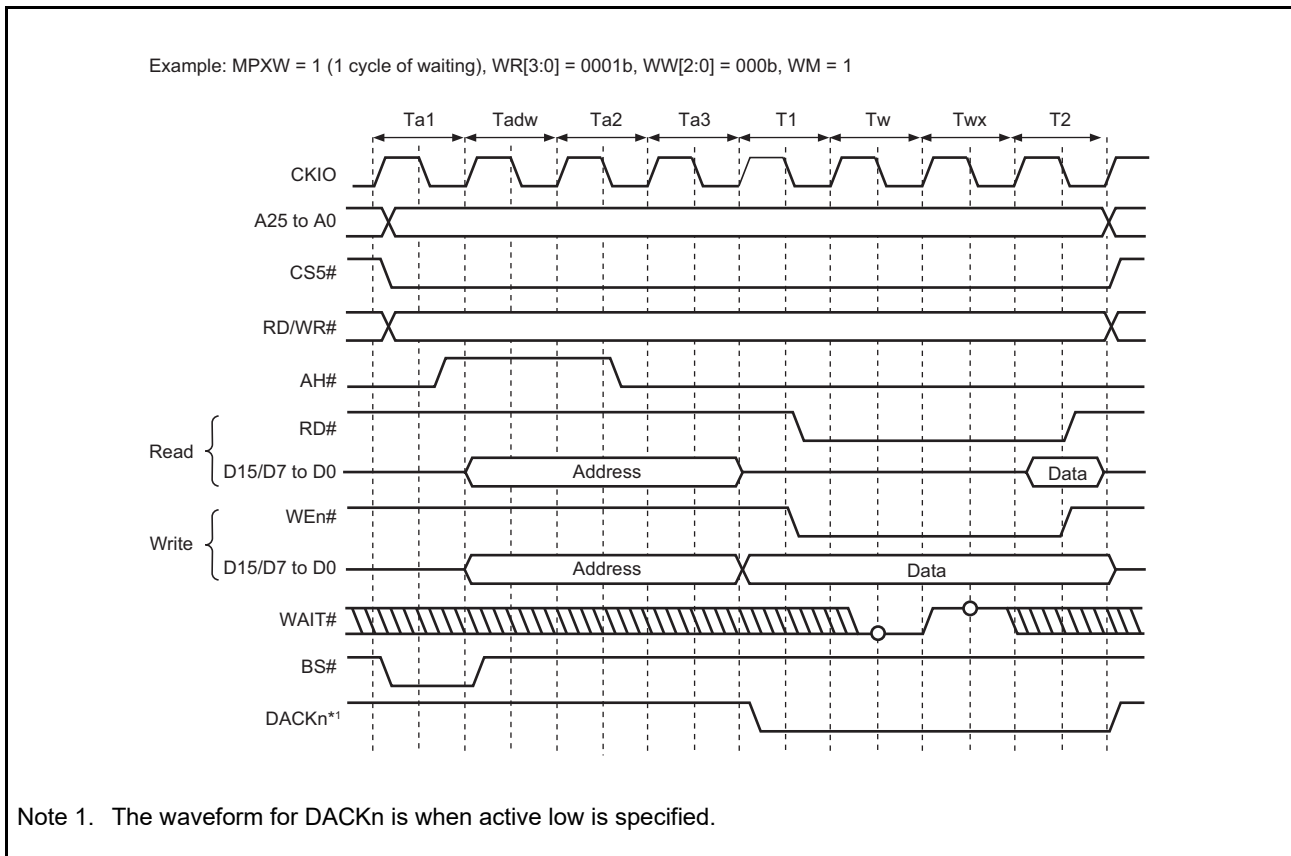 Example: MPXW = 1 (1 cycle of waiting), WR[3:0] = 0001b, WW[2:0] = 000b, WM = 1
Ta1 Tadw Ta2 Ta3 T1 Tw Twx T2
CKIO
A25 to A0
CS5#
RD/WR#
AH#
RD#
Read
D15/D7 to D0 Address Data
WEn#
Write
D15/D7 to D0 Address Data
WAIT#
BS#
DACKn*1
Note 1. The waveform for DACKn is when active low is specified.